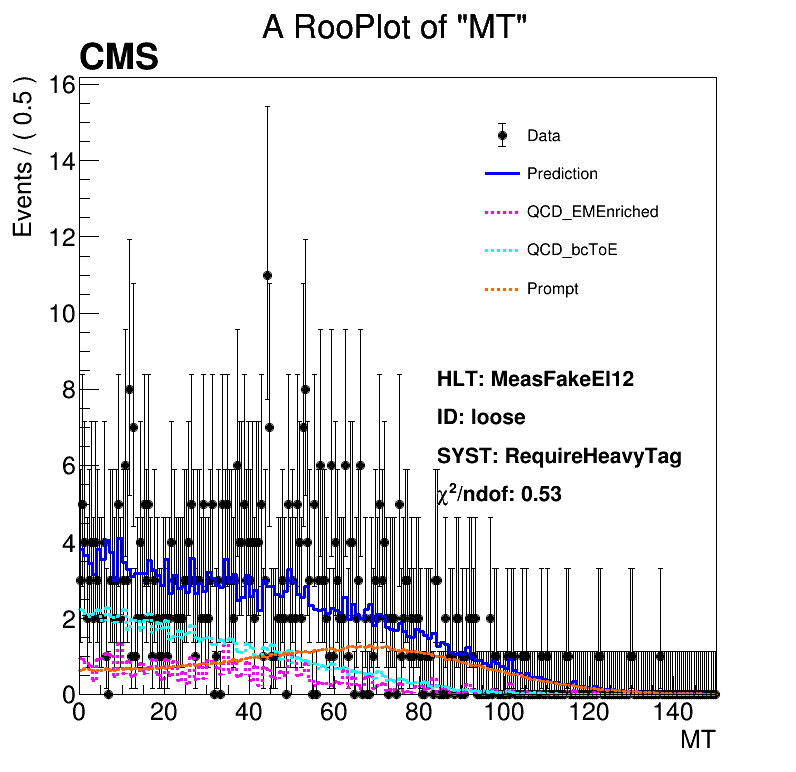 A RooPlot of "MT"
CMS
Events / ( 0.5 )
16
14
12
10
8
6
4
2
0
Data
Prediction
QCD_EMEnriched
QCD_bcToE
Prompt
HLT: MeasFakeEl12
ID: loose
SYST: RequireHeavyTag
χ²/ndof: 0.53
0 20 40 60 80 100 120 140
MT